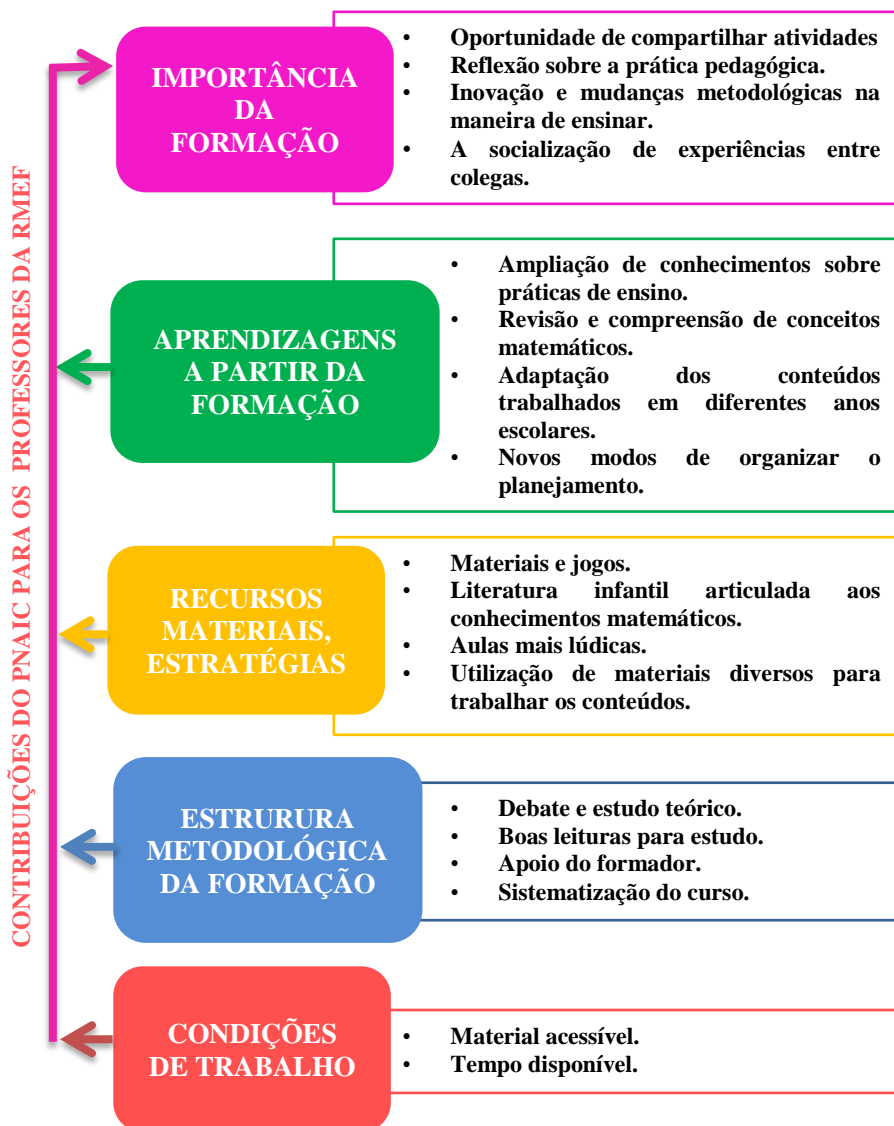 CONTRIBUIÇÕES DO PNAIC PARA OS PROFESSORES DA RMEF
IMPORTÂNCIA
DA
FORMAÇÃO
• Oportunidade de compartilhar atividades
• Reflexão sobre a prática pedagógica.
• Inovação e mudanças metodológicas na
maneira de ensinar.
• A socialização de experiências entre
colegas.
APRENDIZAGENS
A PARTIR DA
FORMAÇÃO
• Ampliação de conhecimentos sobre
práticas de ensino.
• Revisão e compreensão de conceitos
matemáticos.
• Adaptação dos conteúdos
trabalhados em diferentes anos
escolares.
• Novos modos de organizar o
planejamento.
RECURSOS
MATERIAIS,
ESTRATÉGIAS
• Materiais e jogos.
• Literatura infantil articulada aos
conhecimentos matemáticos.
• Aulas mais lúdicas.
• Utilização de materiais diversos para
trabalhar os conteúdos.
ESTRURURA
METODOLÓGICA
DA FORMAÇÃO
• Debate e estudo teórico.
• Boas leituras para estudo.
• Apoio do formador.
• Sistematização do curso.
CONDIÇÕES
DE TRABALHO
• Material acessível.
• Tempo disponível.